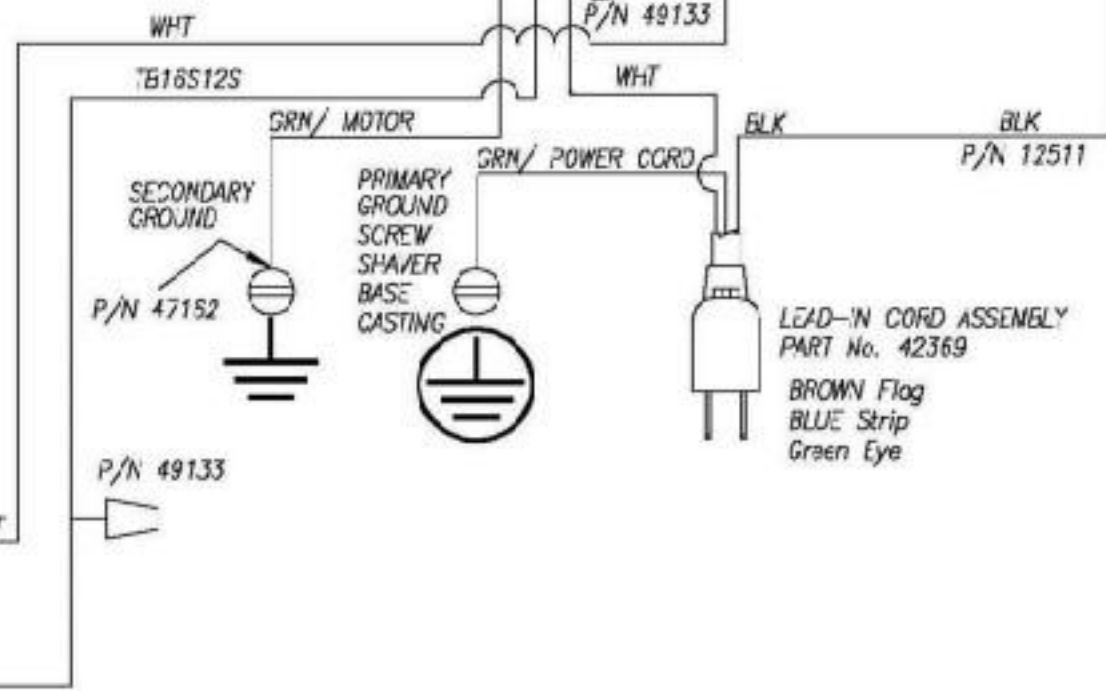 P/N 49133
WHT
TB16S12S
WHT
GRN/ MOTOR
BLK
BLK
P/N 12511
GRN/ POWER CORD
SECONDARY
GROUND
P/N 47162
PRIMARY
GROUND
SCREW
SHAVER
BASE
CASTING
LEAD-IN CORD ASSEMBLY
PART No. 42369
BROWN Flag
BLUE Strip
Green Eye
P/N 49133